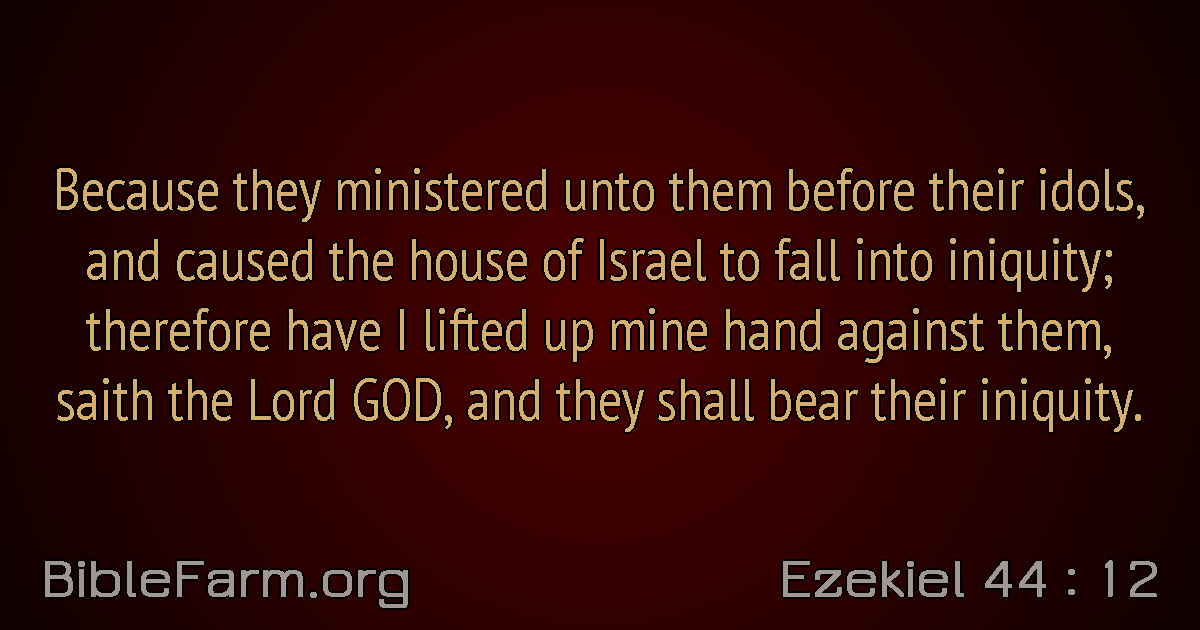 Because they ministered unto them before their idols,
and caused the house of Israel to fall into iniquity;
therefore have I lifted up mine hand against them,
saith the Lord GOD, and they shall bear their iniquity.
BibleFarm.org
Ezekiel 44 : 12